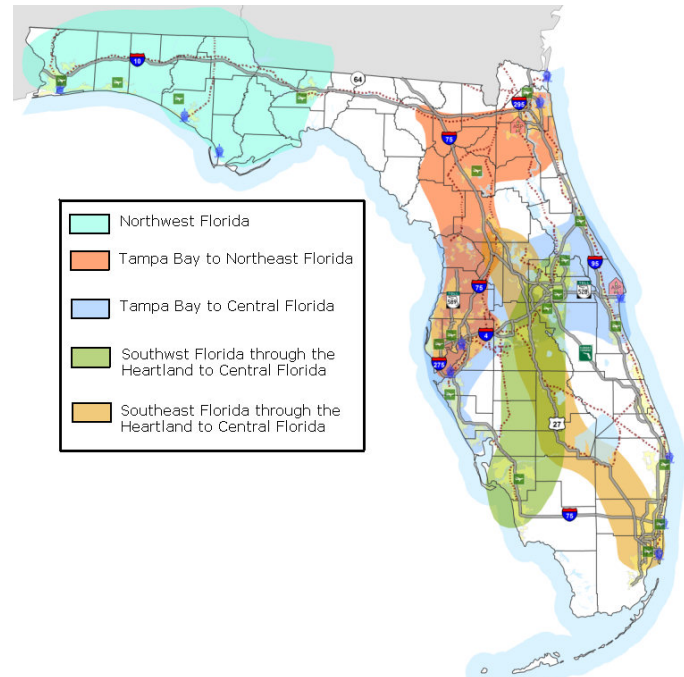 10
64
295
75
Northwest Florida
Tampa Bay to Northeast Florida
95
75
589
528
Tampa Bay to Central Florida
4
275
Southwst Florida through the
Heartland to Central Florida
27
Southeast Florida through the
Heartland to Central Florida
75